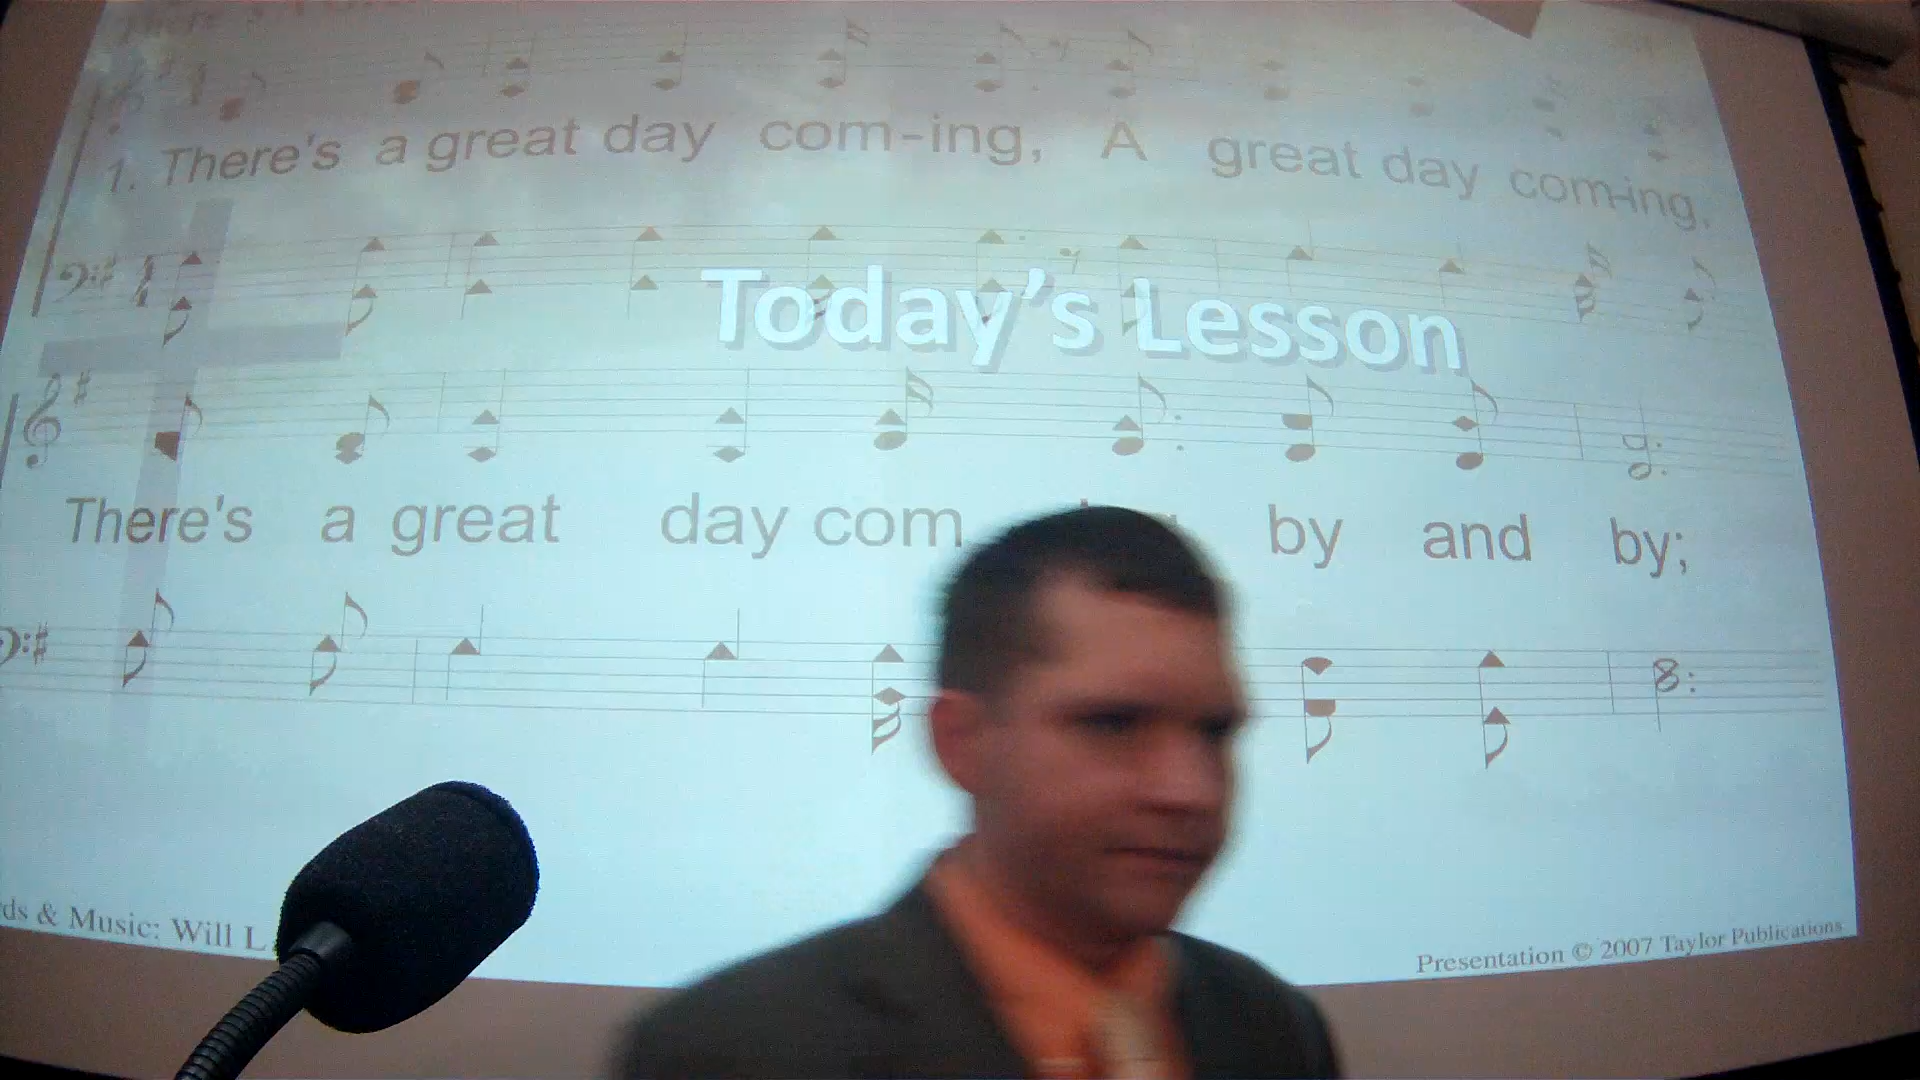 1. There's a great day com-ing, A great day com-ing,
Today's Lesson
There's a great day com by and by;
ds & Music: Will L.
Presentation © 2007 Taylor Publications